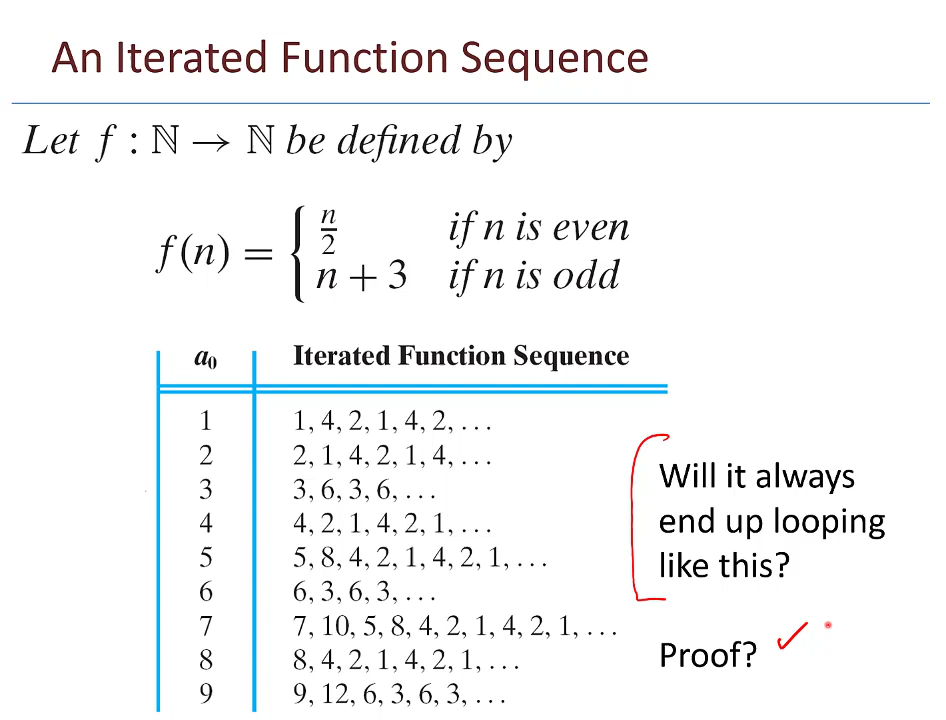 An Iterated Function Sequence
Let f : ℕ → ℕ be defined by
f(n) = { n/2 if n is even
n + 3 if n is odd
a₀ Iterated Function Sequence
1 1, 4, 2, 1, 4, 2, . . .
2 2, 1, 4, 2, 1, 4, . . .
3 3, 6, 3, 6, . . .
4 4, 2, 1, 4, 2, 1, . . .
5 5, 8, 4, 2, 1, 4, 2, 1, . . .
6 6, 3, 6, 3, . . .
7 7, 10, 5, 8, 4, 2, 1, 4, 2, 1, . . .
8 8, 4, 2, 1, 4, 2, 1, . . .
9 9, 12, 6, 3, 6, 3, . . .
Will it always
end up looping
like this?
Proof?